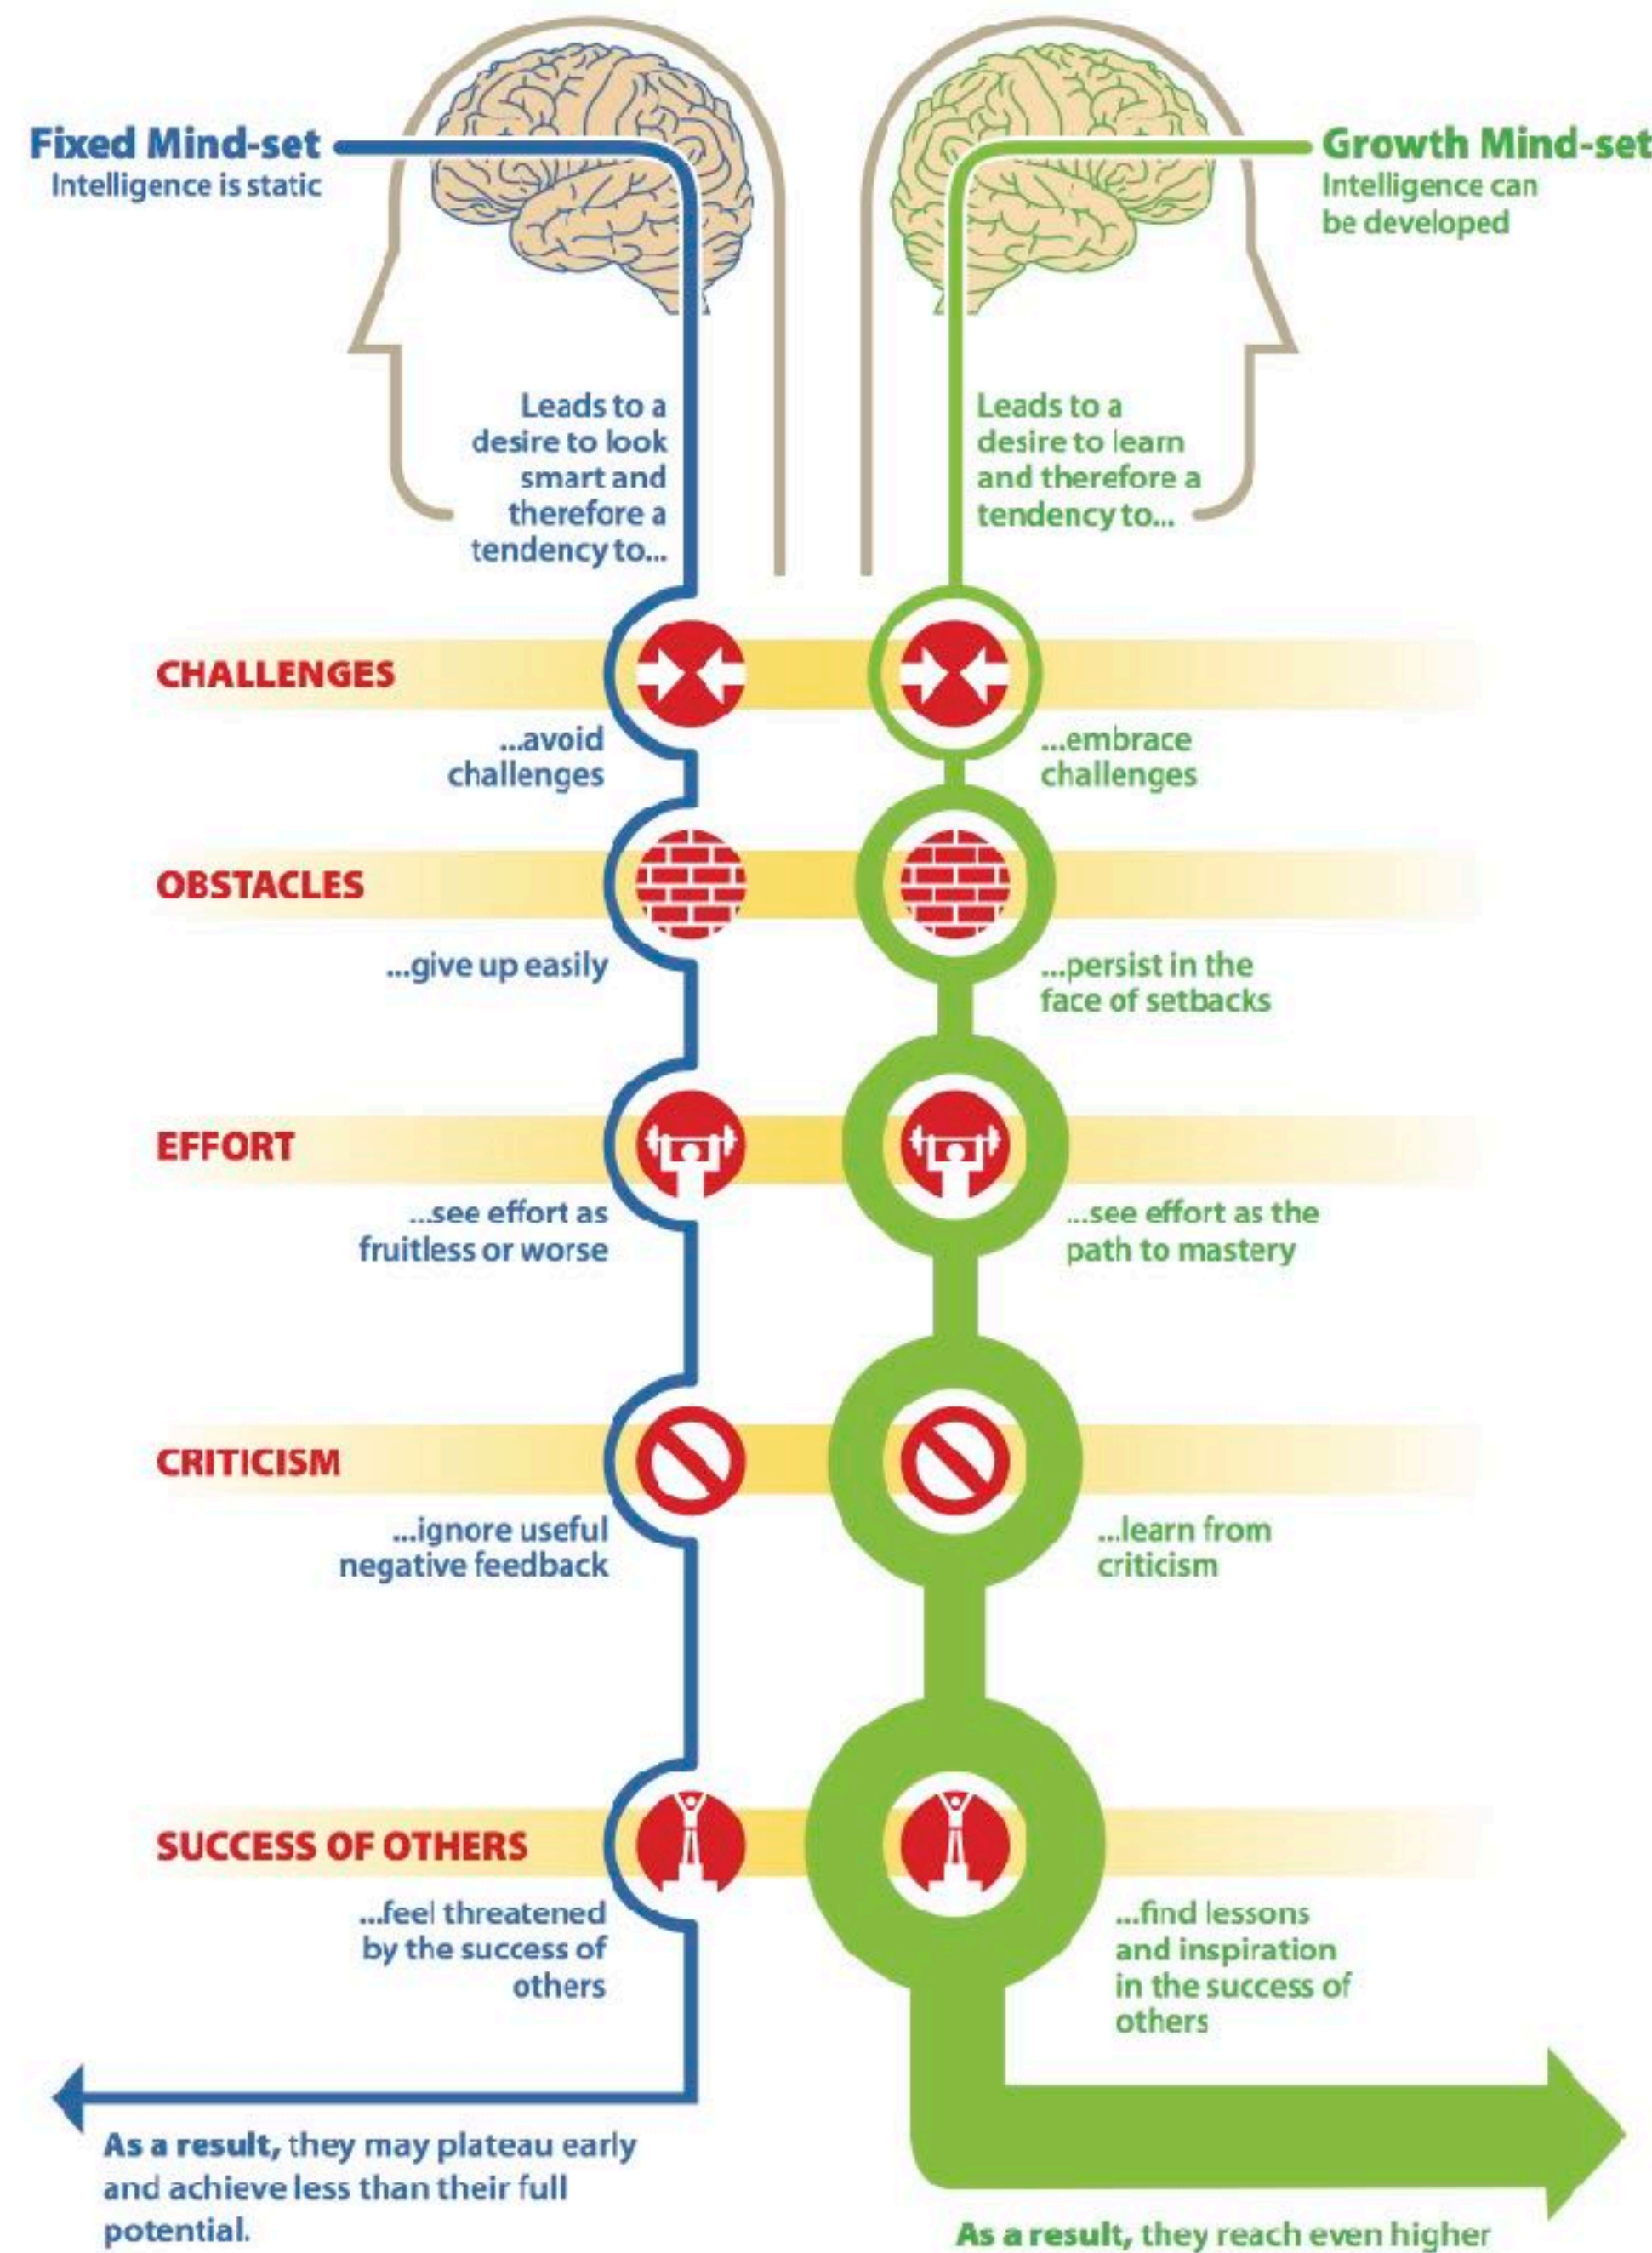 Fixed Mind-set
Intelligence is static
Growth Mind-set
Intelligence can
be developed
Leads to a
desire to look
smart and
therefore a
tendency to...
Leads to a
desire to learn
and therefore a
tendency to...
CHALLENGES
...avoid
challenges
...embrace
challenges
OBSTACLES
...give up easily
...persist in the
face of setbacks
EFFORT
...see effort as
fruitless or worse
...see effort as the
path to mastery
CRITICISM
...ignore useful
negative feedback
...learn from
criticism
SUCCESS OF OTHERS
...feel threatened
by the success of
others
...find lessons
and inspiration
in the success of
others
As a result, they may plateau early
and achieve less than their full
potential.
As a result, they reach even higher